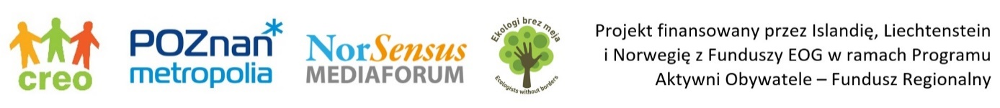 creo
POZnan*
metropolia
NorSensus
MEDIAFORUM
Ekologi brez meja
Ecologists without borders
Projekt finansowany przez Islandię, Liechtenstein
i Norwegię z Funduszy EOG w ramach Programu
Aktywni Obywatele – Fundusz Regionalny